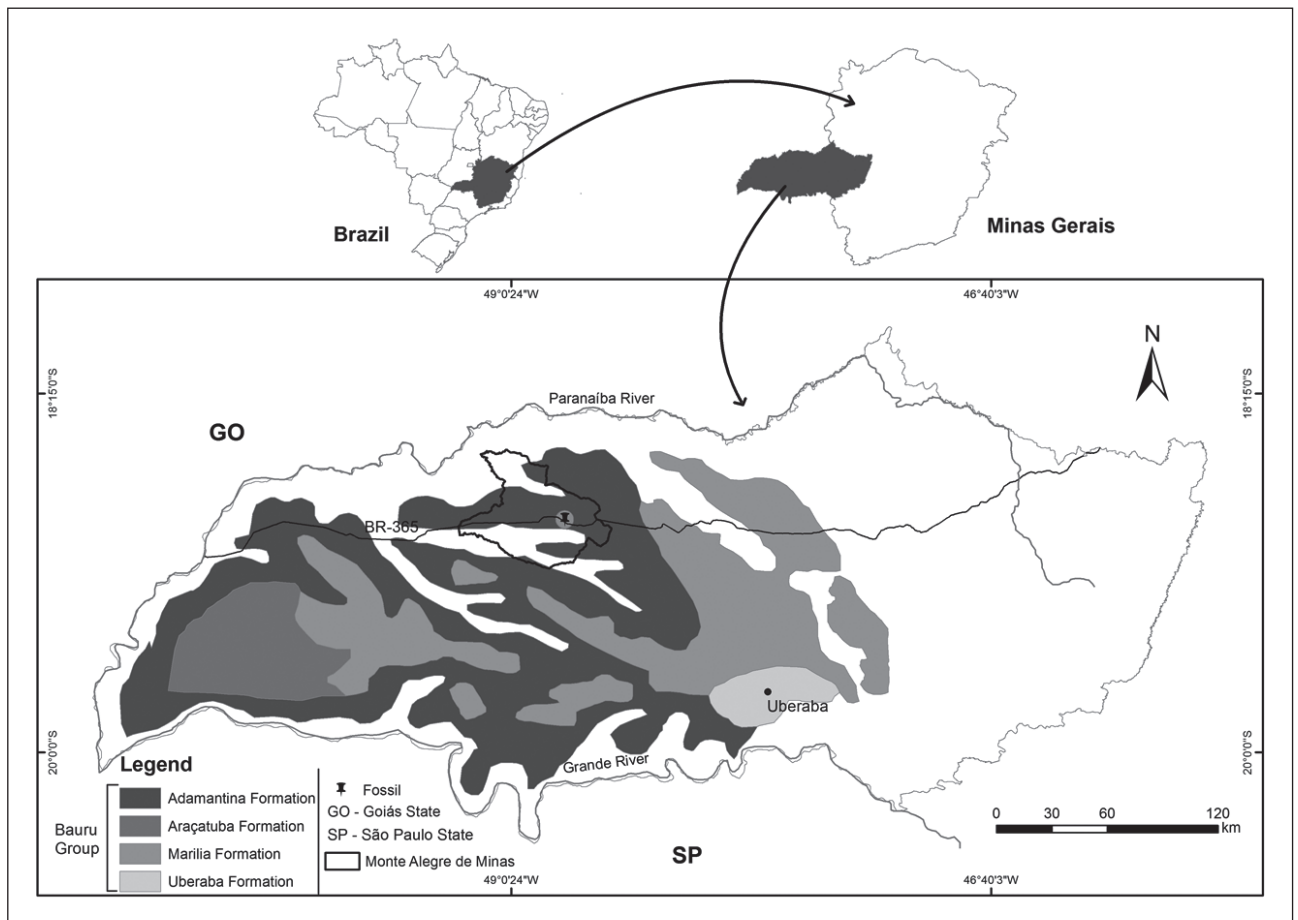 Brazil
Minas Gerais
49°0'24"W
46°40'3"W
N
18°15'0"S
18°15'0"S
Paranaíba River
GO
BR-365
Uberaba
20°0'0"S
20°0'0"S
Grande River
Legend
Bauru
Group
Adamantina Formation
Araçatuba Formation
Marilia Formation
Uberaba Formation
Fossil
GO - Goiás State
SP - São Paulo State
Monte Alegre de Minas
SP
0 30 60 120
km
49°0'24"W
46°40'3"W